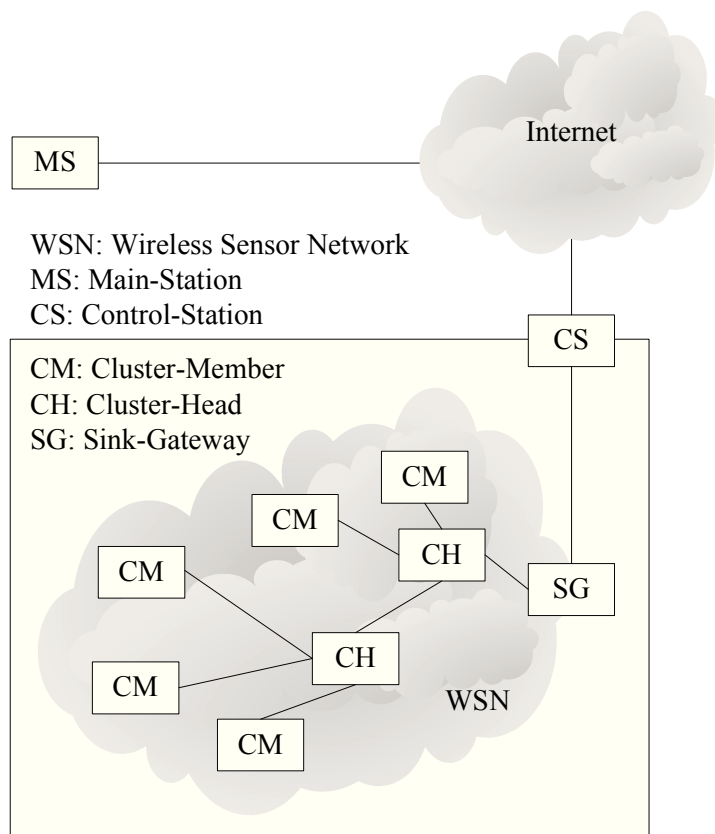 Internet
MS
WSN: Wireless Sensor Network
MS: Main-Station
CS: Control-Station
CS
CM: Cluster-Member
CH: Cluster-Head
SG: Sink-Gateway
CM
CM
CH
CM
SG
CH
CM
WSN
CM